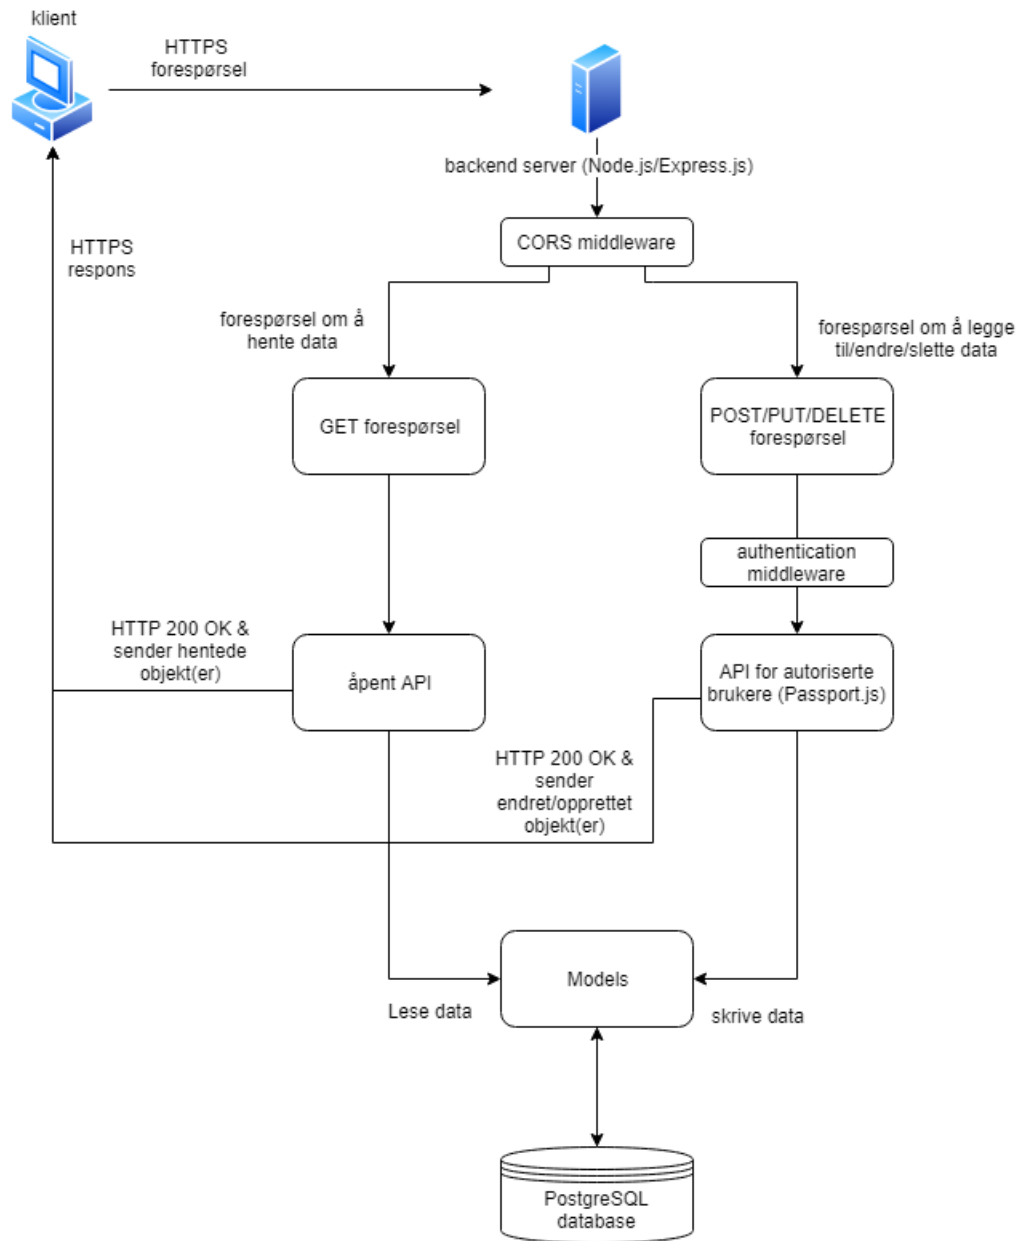 klient
HTTPS
forespørsel
backend server (Node.js/Express.js)
CORS middleware
HTTPS
respons
forespørsel om å
hente data
forespørsel om å legge
til/endre/slette data
GET forespørsel
POST/PUT/DELETE
forespørsel
authentication
middleware
HTTP 200 OK &
sender hentede
objekt(er)
åpent API
API for autoriserte
brukere (Passport.js)
HTTP 200 OK &
sender
endret/opprettet
objekt(er)
Models
Lese data
skrive data
PostgreSQL
database